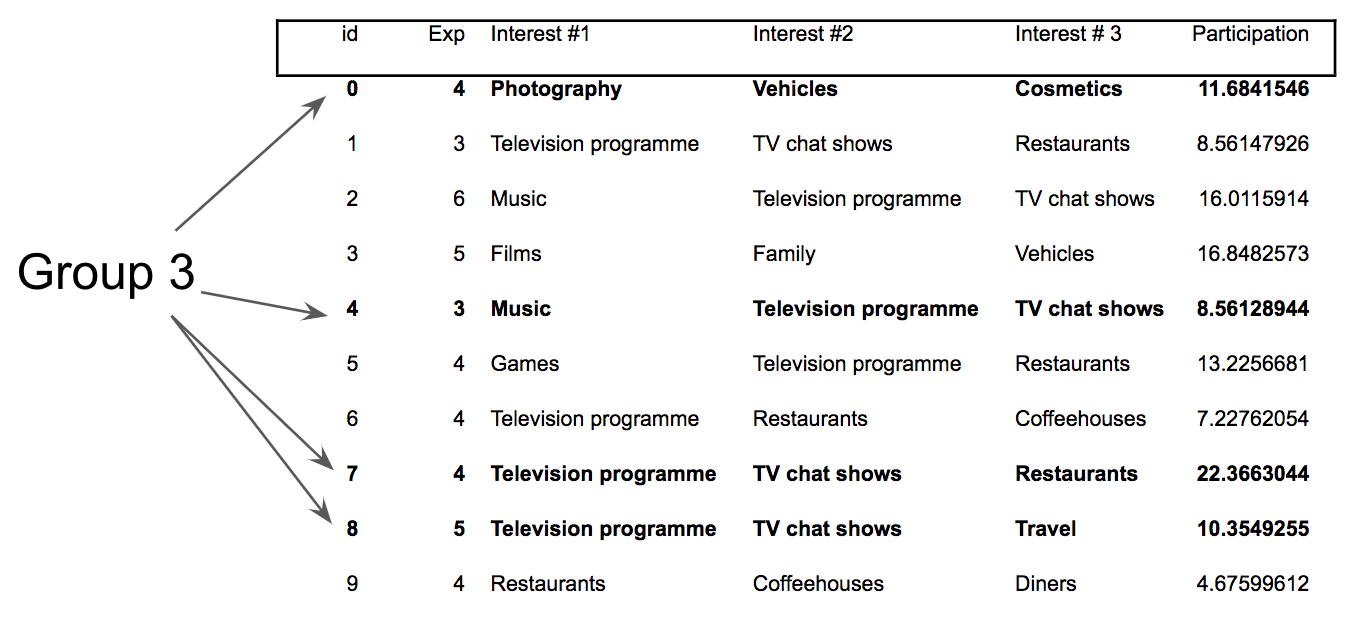 id Exp Interest #1 Interest #2 Interest # 3 Participation
0 4 Photography Vehicles Cosmetics 11.6841546
1 3 Television programme TV chat shows Restaurants 8.56147926
2 6 Music Television programme TV chat shows 16.0115914
3 5 Films Family Vehicles 16.8482573
Group 3
4 3 Music Television programme TV chat shows 8.56128944
5 4 Games Television programme Restaurants 13.2256681
6 4 Television programme Restaurants Coffeehouses 7.22762054
7 4 Television programme TV chat shows Restaurants 22.3663044
8 5 Television programme TV chat shows Travel 10.3549255
9 4 Restaurants Coffeehouses Diners 4.67599612